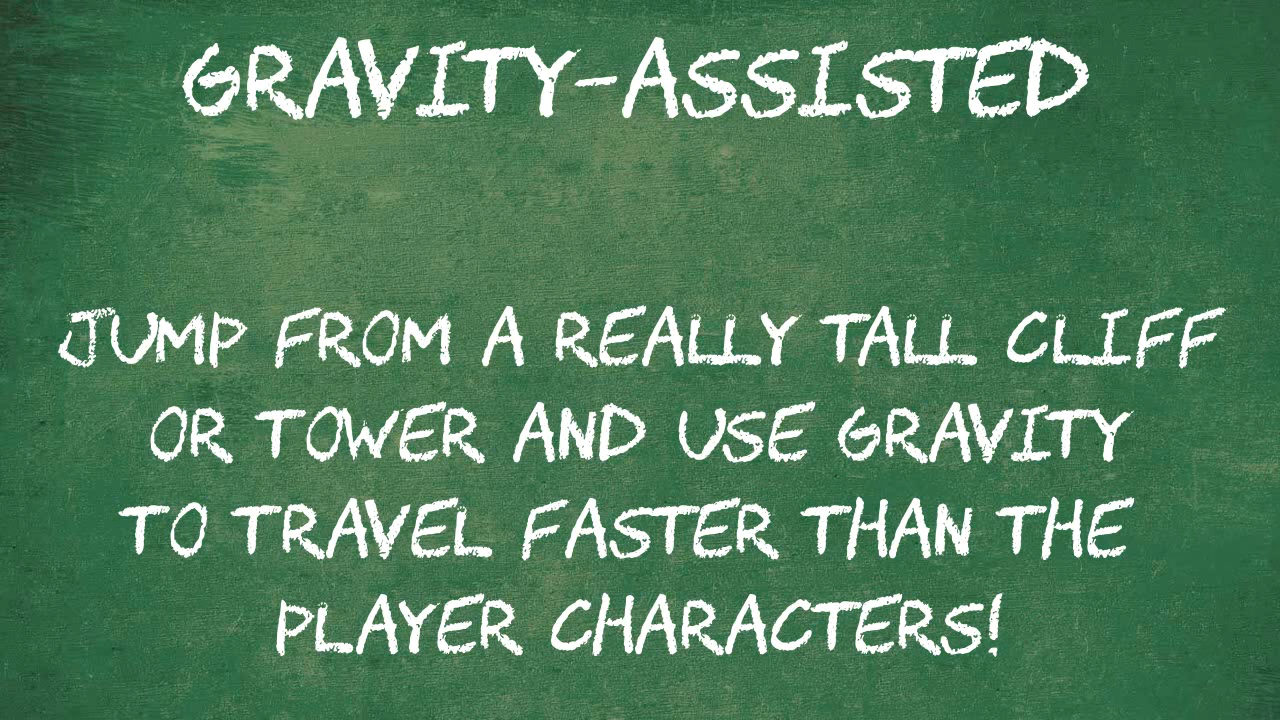 GRAVITY-ASSISTED
JUMP FROM A REALLY TALL CLIFF
OR TOWER AND USE GRAVITY
TO TRAVEL FASTER THAN THE
PLAYER CHARACTERS!